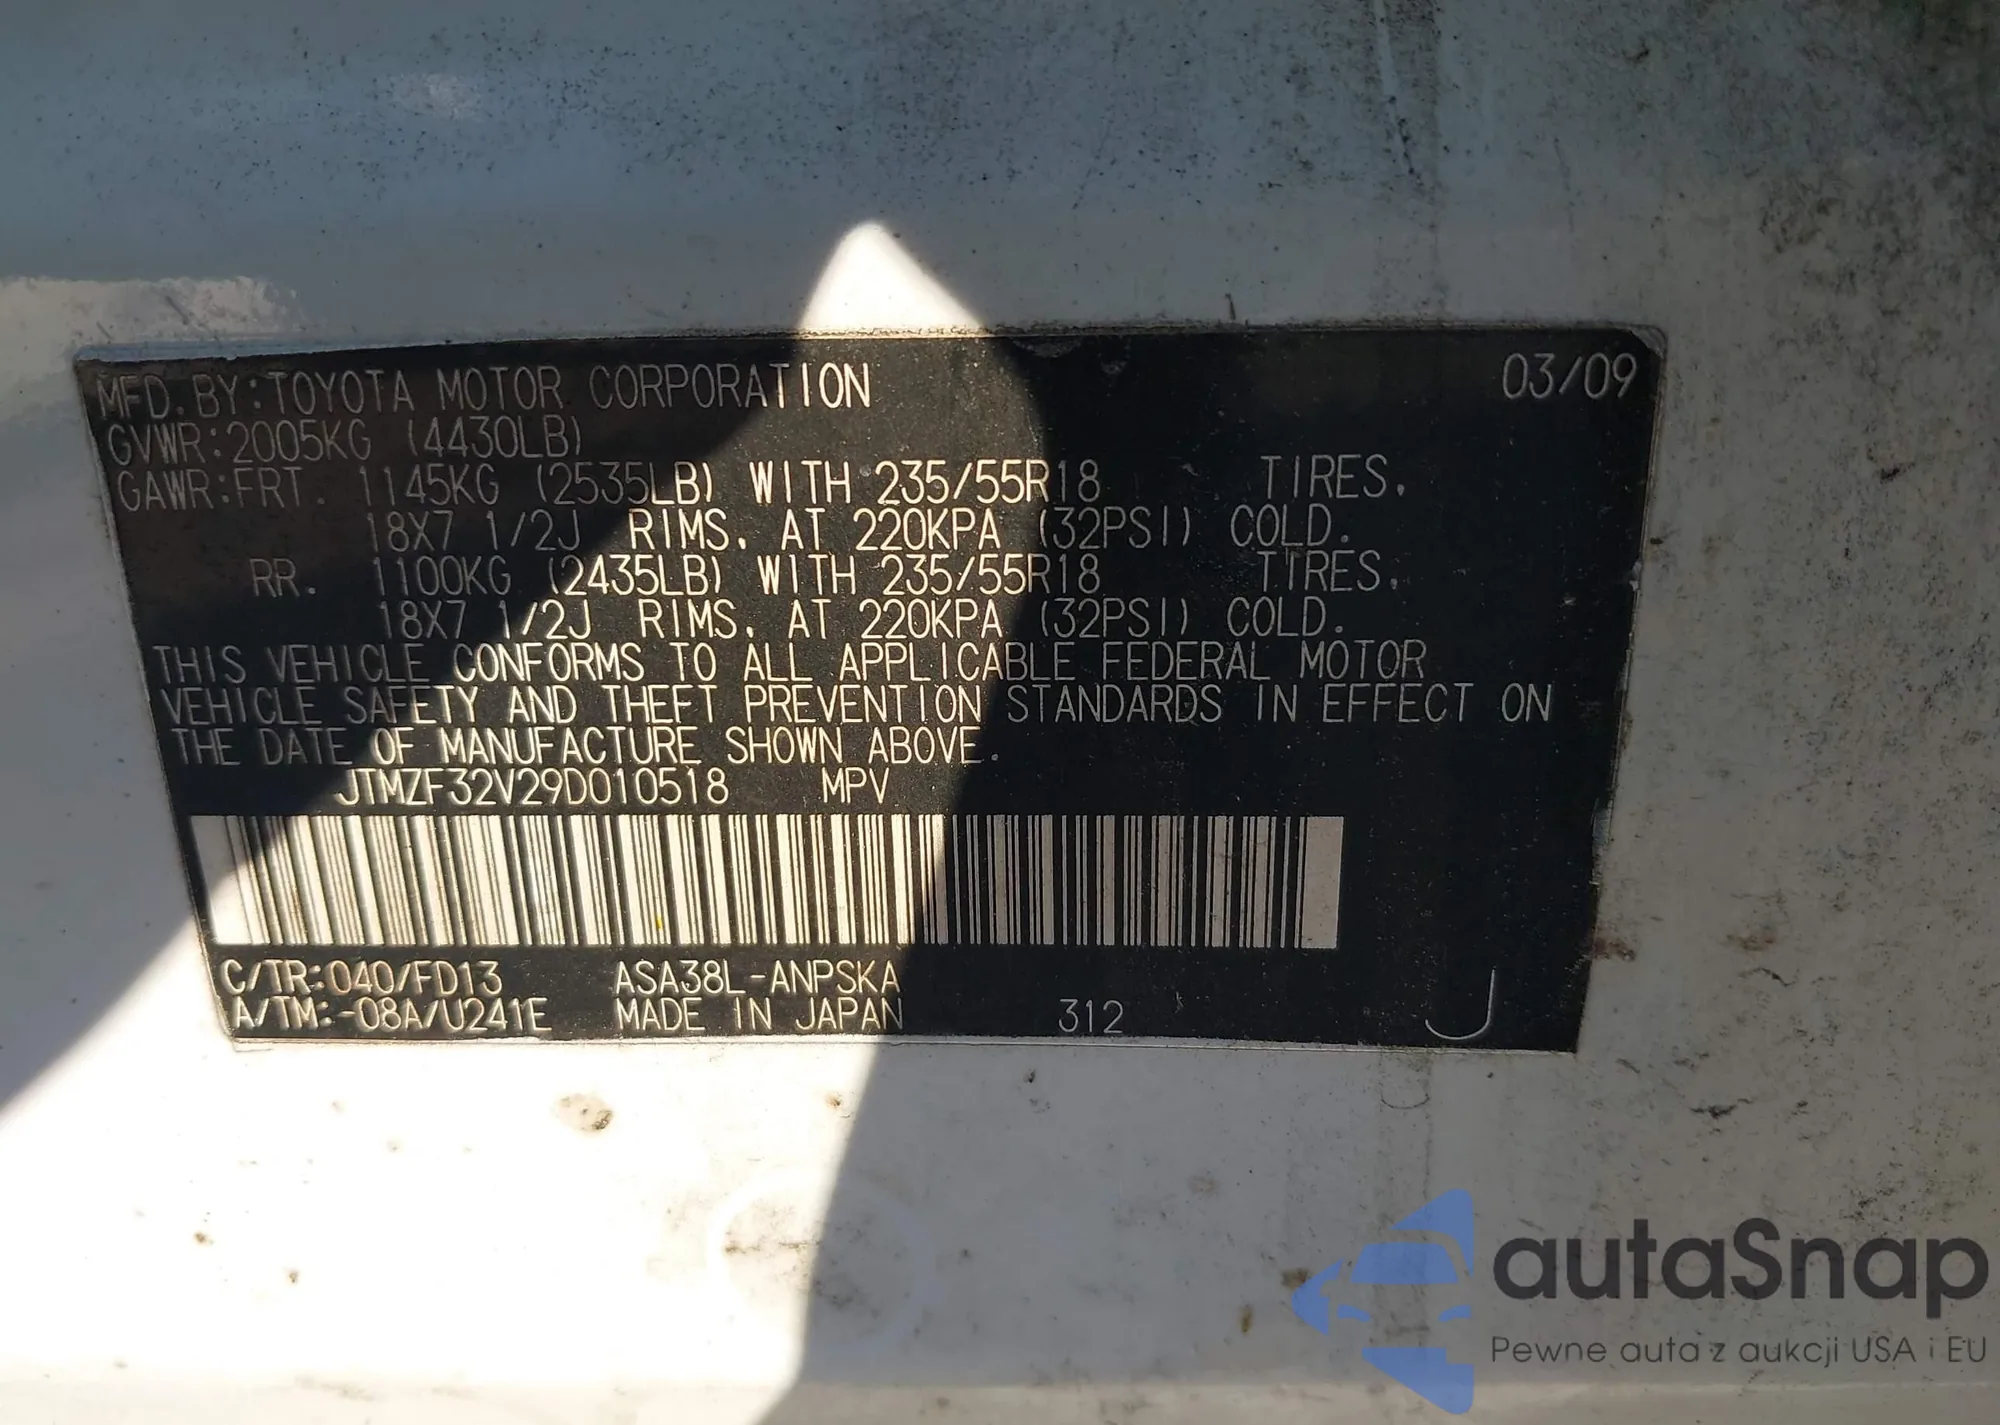 MFD. BY: TOYOTA MOTOR CORPORATION 03/09
GVWR: 2005KG (4430LB)
GAWR: FRT. 1145KG (2535LB) WITH 235/55R18 TIRES.
18X7 1/2J RIMS, AT 220KPA (32PSI) COLD.
RR. 1100KG (2435LB) WITH 235/55R18 TIRES,
18X7 1/2J RIMS, AT 220KPA (32PSI) COLD.
THIS VEHICLE CONFORMS TO ALL APPLICABLE FEDERAL MOTOR
VEHICLE SAFETY AND THEFT PREVENTION STANDARDS IN EFFECT ON
THE DATE OF MANUFACTURE SHOWN ABOVE.
JTMZF32V29D010518 MPV
C/TR: 040/FD13 ASA38L-ANPSKA
A/TM: -08A/U241E MADE IN JAPAN 312 J
autaSnap
Pewne auta z aukcji USA i EU